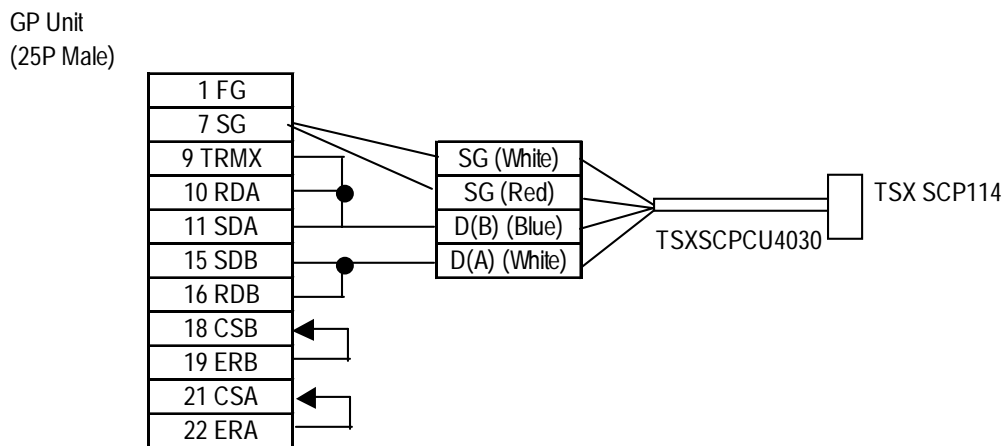 GP Unit
(25P Male)
1 FG
7 SG
9 TRMX
10 RDA
11 SDA
15 SDB
16 RDB
18 CSB
19 ERB
21 CSA
22 ERA
SG (White)
SG (Red)
D(B) (Blue)
D(A) (White)
TSXSCPCU4030
TSX SCP114